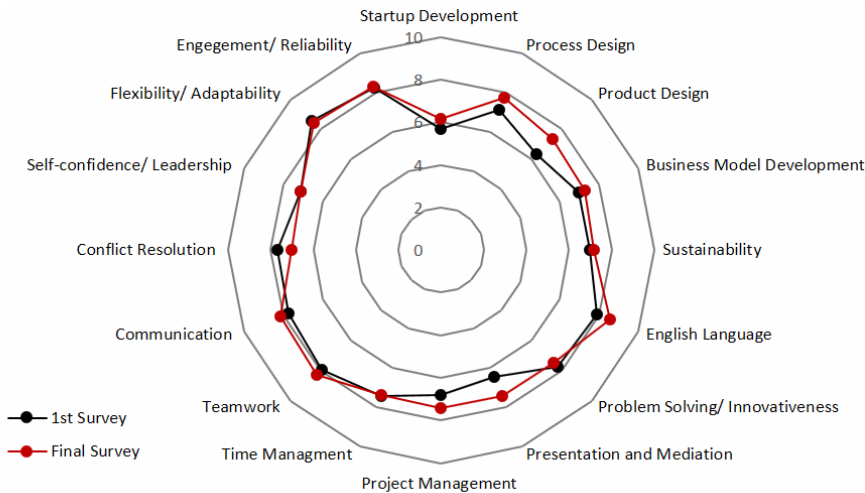 Startup Development
Engegement/ Reliability
10
Process Design
Flexibility/ Adaptability
8
Product Design
6
Self-confidence/ Leadership
4
Business Model Development
2
Conflict Resolution
0
Sustainability
Communication
English Language
Teamwork
Problem Solving/ Innovativeness
1st Survey
Final Survey
Time Managment
Presentation and Mediation
Project Management